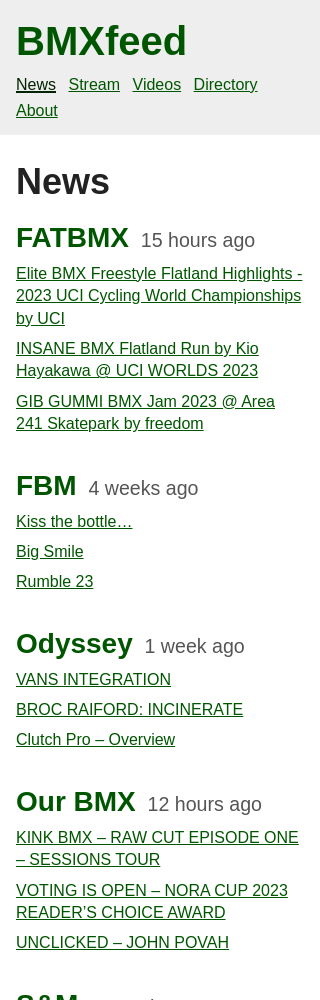 BMXfeed
News Stream Videos Directory
About
News
FATBMX 15 hours ago
Elite BMX Freestyle Flatland Highlights -
2023 UCI Cycling World Championships
by UCI
INSANE BMX Flatland Run by Kio
Hayakawa @ UCI WORLDS 2023
GIB GUMMI BMX Jam 2023 @ Area
241 Skatepark by freedom
FBM 4 weeks ago
Kiss the bottle…
Big Smile
Rumble 23
Odyssey 1 week ago
VANS INTEGRATION
BROC RAIFORD: INCINERATE
Clutch Pro – Overview
Our BMX 12 hours ago
KINK BMX – RAW CUT EPISODE ONE
– SESSIONS TOUR
VOTING IS OPEN – NORA CUP 2023
READER’S CHOICE AWARD
UNCLICKED – JOHN POVAH
S&M